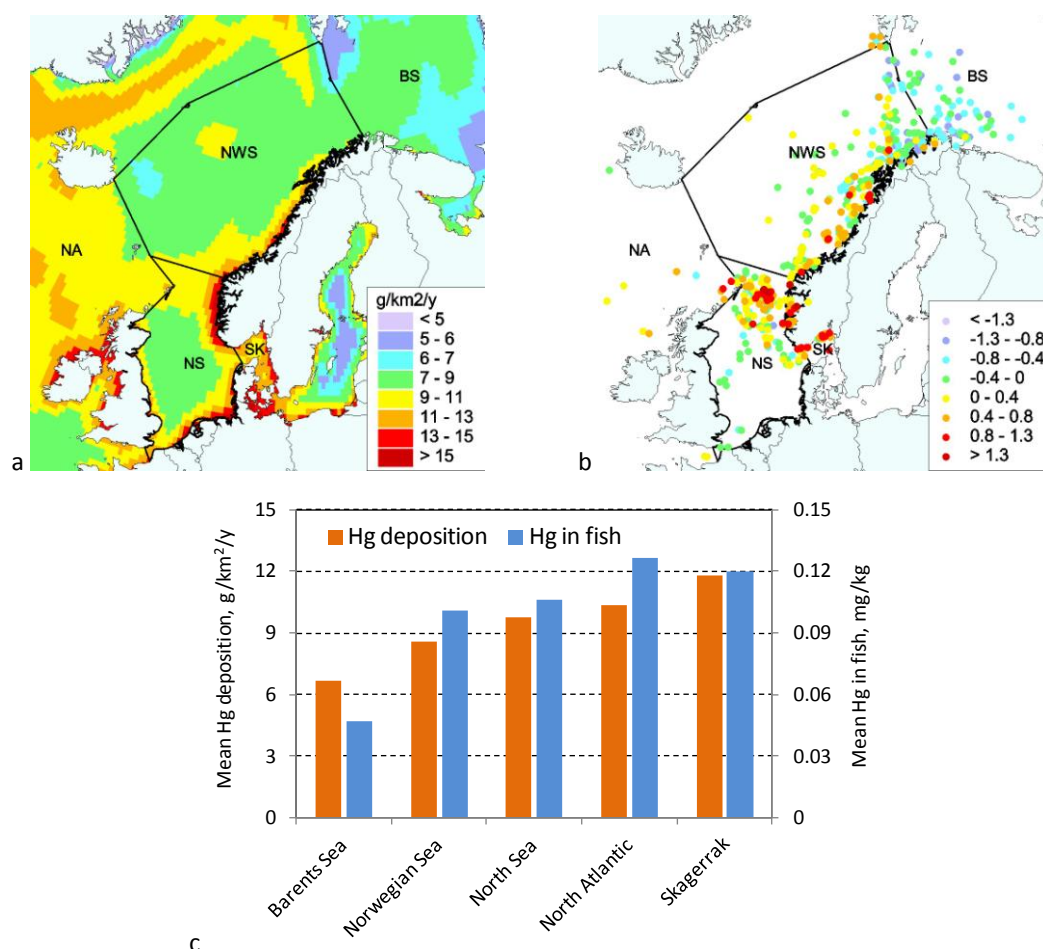 BS
NWS
NA
NS
SK
g/km2/y
< 5
5 - 6
6 - 7
7 - 9
9 - 11
11 - 13
13 - 15
> 15
a
BS
NWS
NA
NS
SK
< -1.3
-1.3 - -0.8
-0.8 - -0.4
-0.4 - 0
0 - 0.4
0.4 - 0.8
0.8 - 1.3
> 1.3
b
Hg deposition
Hg in fish
Mean Hg deposition, g/km²/y
15
12
9
6
3
0
0.15
0.12
0.09
0.06
0.03
0
Mean Hg in fish, mg/kg
Barents Sea
Norwegian Sea
North Sea
North Atlantic
Skagerrak
c